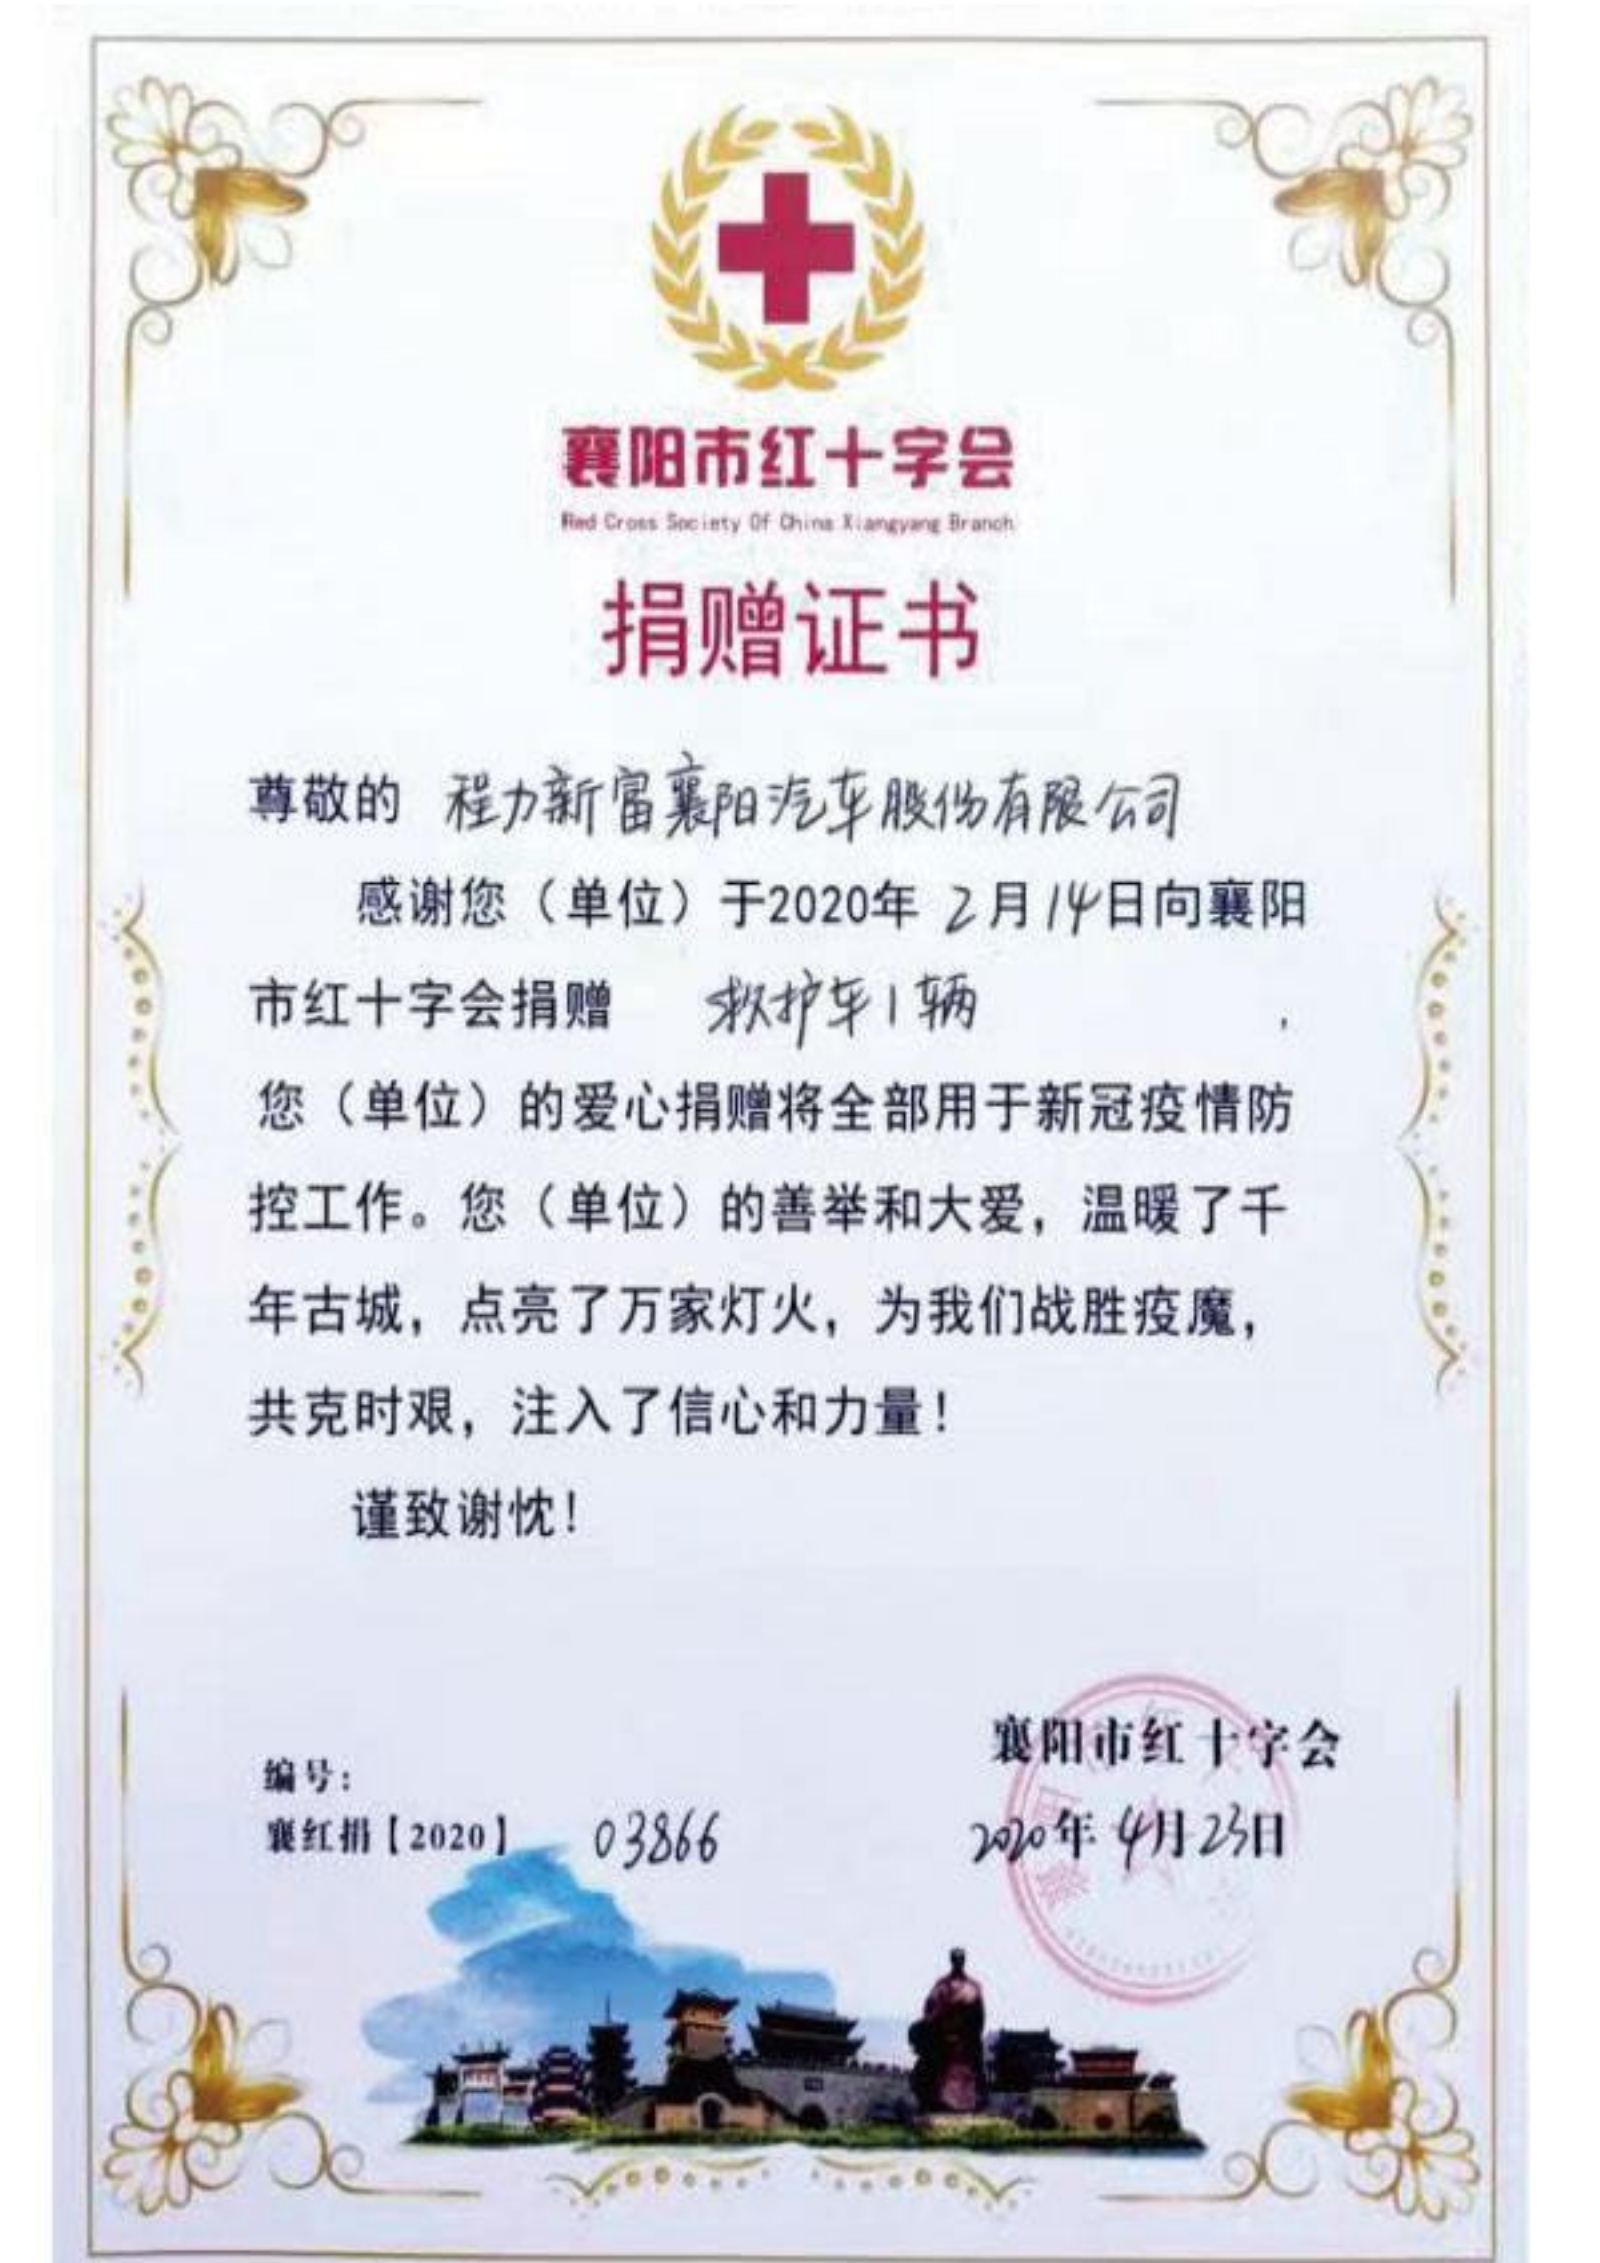 襄阳市红十字会
Red Cross Society Of China Xiangyang Branch
捐赠证书
尊敬的 程力新富襄阳汽车股份有限公司
感谢您（单位）于2020年 2月14日向襄阳
市红十字会捐赠 救护车1辆 ，
您（单位）的爱心捐赠将全部用于新冠疫情防
控工作。您（单位）的善举和大爱，温暖了千
年古城，点亮了万家灯火，为我们战胜疫魔，
共克时艰，注入了信心和力量！
谨致谢忱！
襄阳市红十字会
编号：
襄红捐【2020】 03866
2020年 4月23日